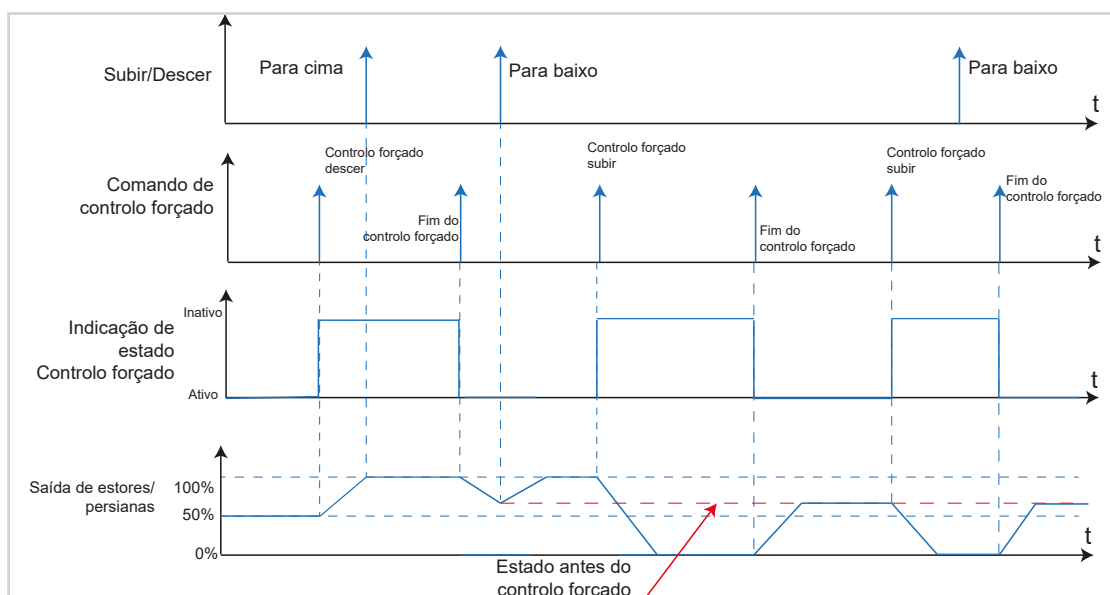 Subir/Descer
Para cima
Para baixo
Para baixo
t
Comando de
controlo forçado
Controlo forçado
descer
Fim do
controlo forçado
Controlo forçado
subir
Fim do
controlo forçado
Controlo forçado
subir
Fim do
controlo forçado
t
Indicação de
estado
Controlo forçado
Inativo
Ativo
t
Saída de estores/
persianas
100%
50%
0%
t
Estado antes do
controlo forçado